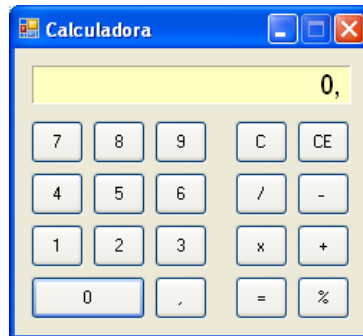 Calculadora
0,
7 8 9 C CE
4 5 6 / -
1 2 3 x +
0 , = %